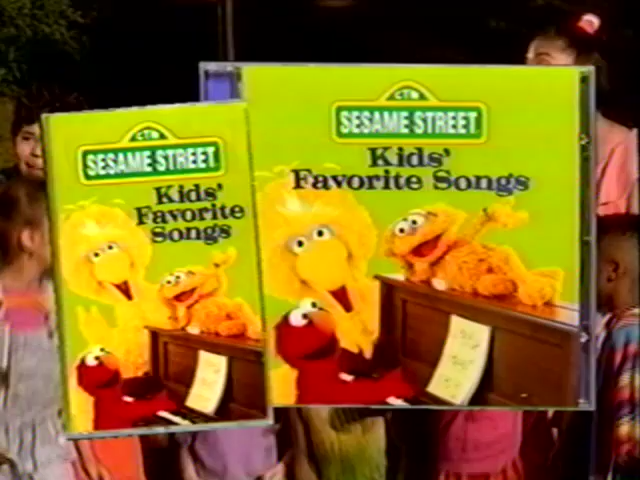 CTW
SESAME STREET
Kids'
Favorite
Songs
CTW
SESAME STREET
Kids'
Favorite Songs